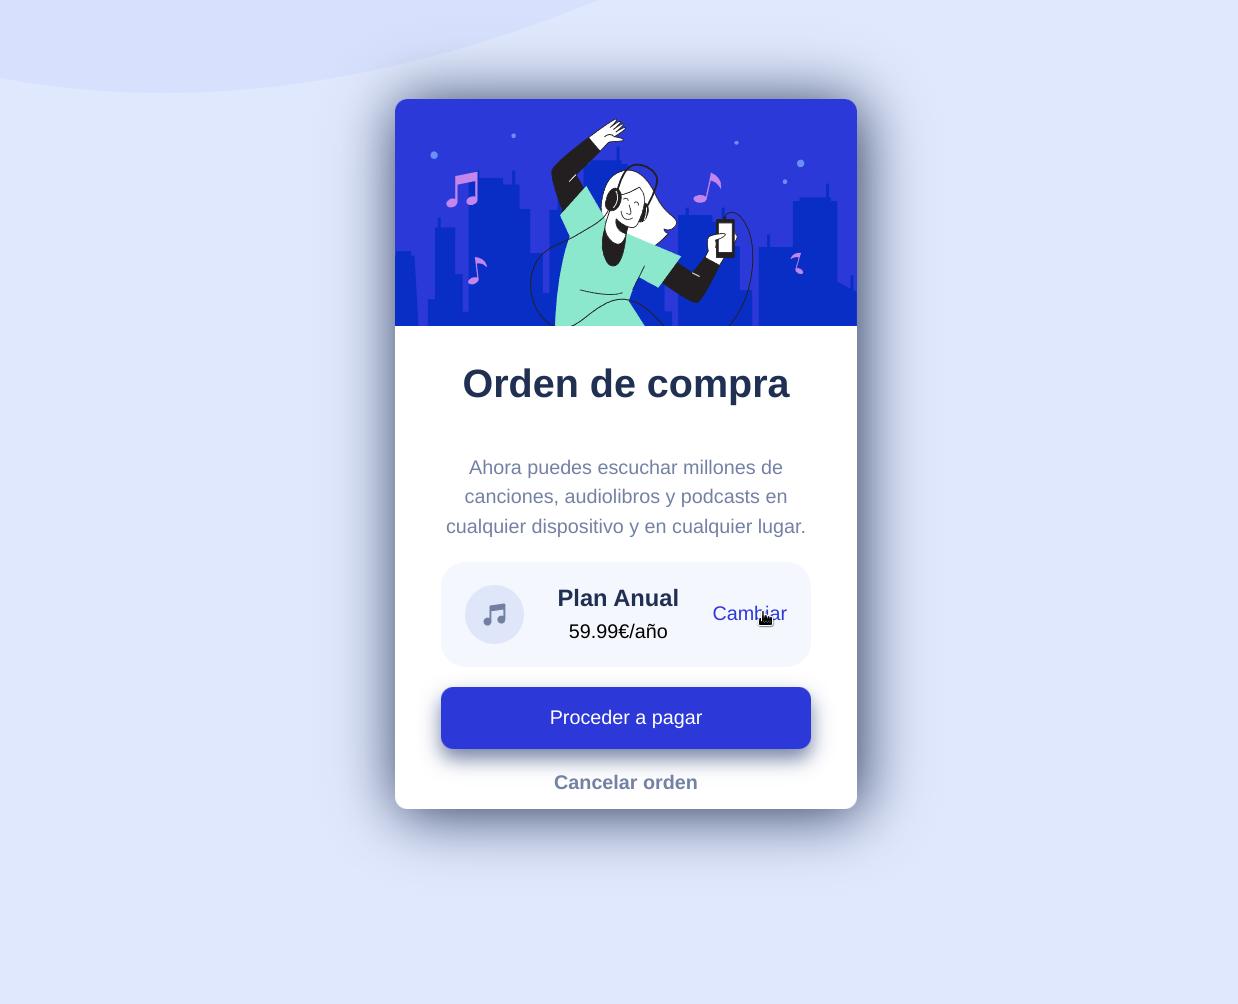 Orden de compra
Ahora puedes escuchar millones de
canciones, audiolibros y podcasts en
cualquier dispositivo y en cualquier lugar.
Plan Anual
59.99€/año
Cambiar
Proceder a pagar
Cancelar orden